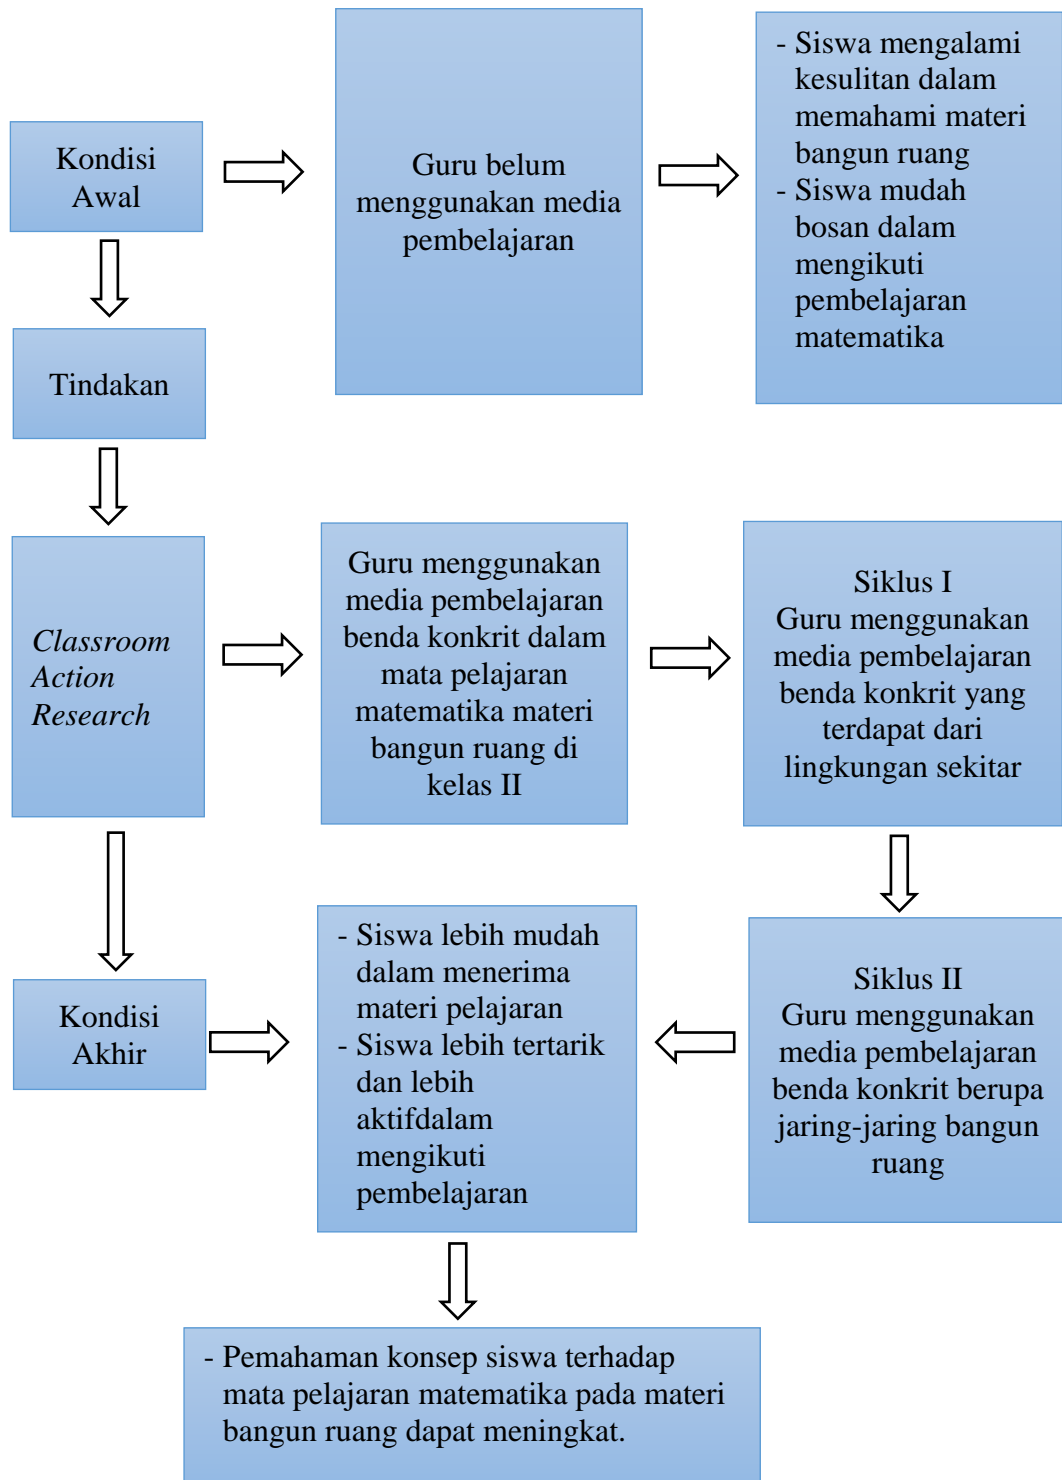 Kondisi
Awal
Guru belum
menggunakan media
pembelajaran
- Siswa mengalami
kesulitan dalam
memahami materi
bangun ruang
- Siswa mudah
bosan dalam
mengikuti
pembelajaran
matematika
Tindakan
Classroom
Action
Research
Guru menggunakan
media pembelajaran
benda konkrit dalam
mata pelajaran
matematika materi
bangun ruang di
kelas II
Siklus I
Guru menggunakan
media pembelajaran
benda konkrit yang
terdapat dari
lingkungan sekitar
Kondisi
Akhir
- Siswa lebih mudah
dalam menerima
materi pelajaran
- Siswa lebih tertarik
dan lebih
aktifdalam
mengikuti
pembelajaran
Siklus II
Guru menggunakan
media pembelajaran
benda konkrit berupa
jaring-jaring bangun
ruang
- Pemahaman konsep siswa terhadap
mata pelajaran matematika pada materi
bangun ruang dapat meningkat.